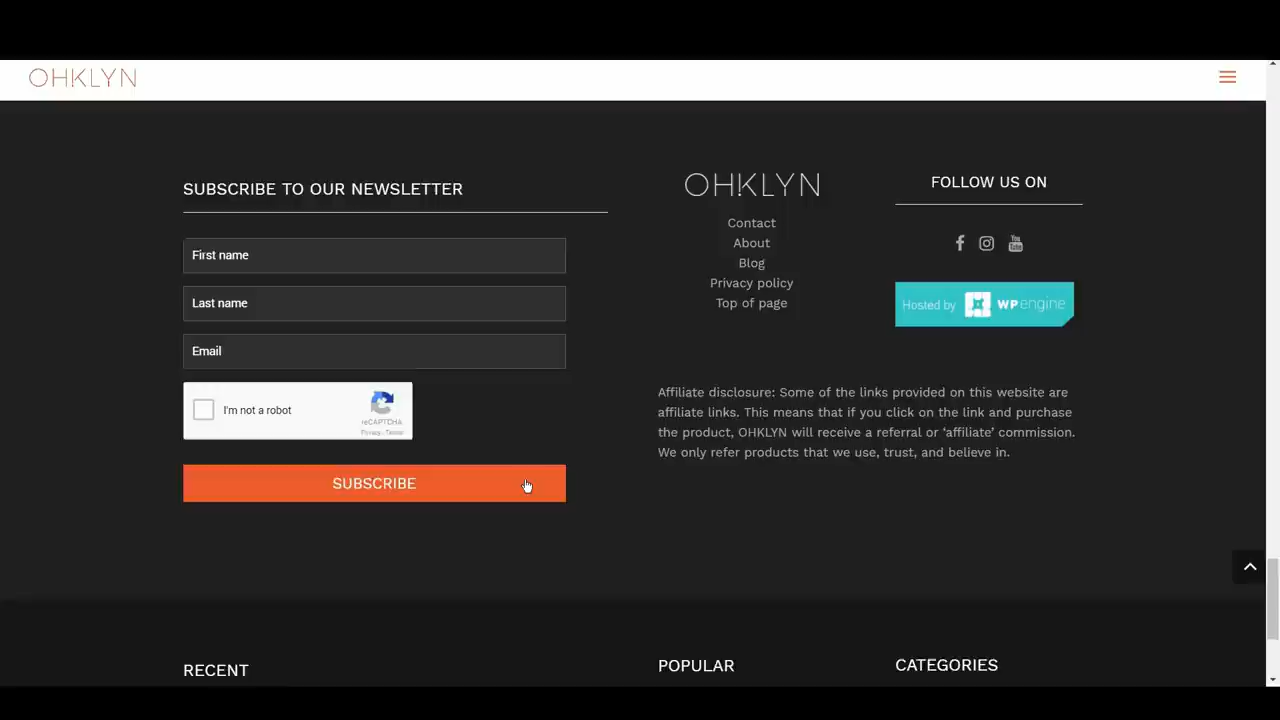 OHKLYN
SUBSCRIBE TO OUR NEWSLETTER
First name
Last name
Email
I'm not a robot
reCAPTCHA
Privacy - Terms
SUBSCRIBE
OHKLYN
Contact
About
Blog
Privacy policy
Top of page
FOLLOW US ON
You Tube
Hosted by WP engine
Affiliate disclosure: Some of the links provided on this website are
affiliate links. This means that if you click on the link and purchase
the product, OHKLYN will receive a referral or ‘affiliate’ commission.
We only refer products that we use, trust, and believe in.
RECENT
POPULAR
CATEGORIES